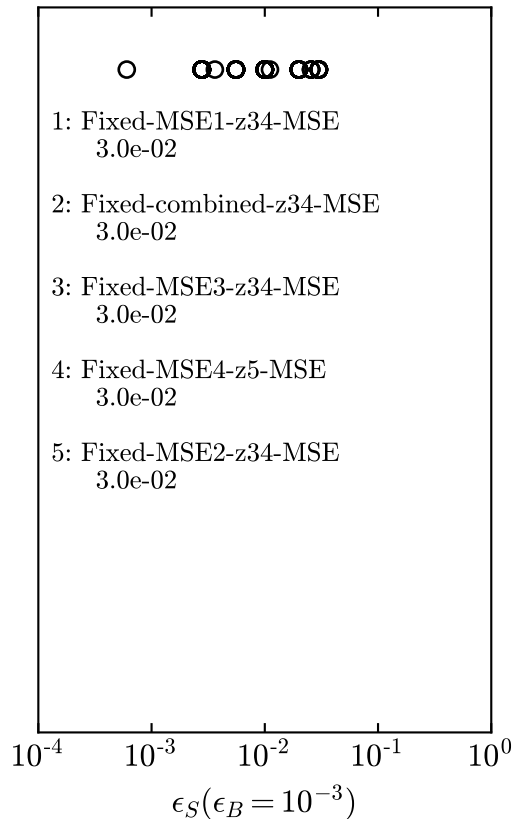 1: Fixed-MSE1-z34-MSE
3.0e-02
2: Fixed-combined-z34-MSE
3.0e-02
3: Fixed-MSE3-z34-MSE
3.0e-02
4: Fixed-MSE4-z5-MSE
3.0e-02
5: Fixed-MSE2-z34-MSE
3.0e-02
10⁻⁴ 10⁻³ 10⁻² 10⁻¹ 10⁰
ϵ_S(ϵ_B = 10⁻³)